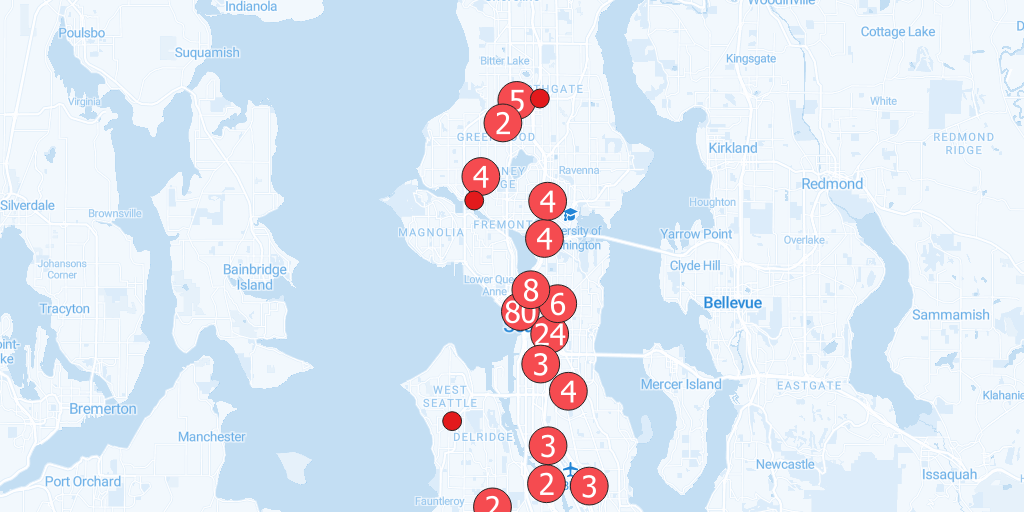 Indianola
Woodinville
Poulsbo
Cottage Lake
Suquamish
Kingsgate
Bitter Lake
5
Virginia
White
2
REDMOND
RIDGE
Kirkland
4
Ravenna
Redmond
4
Silverdale
Brownsville
Houghton
MAGNOLIA
FREMONT
4
Yarrow Point
Overlake
Johansons
Corner
Clyde Hill
Bainbridge
Island
Lower Que
Anne
8
6
80
Bellevue
Tracyton
Sammamish
24
3
Mercer Island
EASTGATE
4
WEST
SEATTLE
Bremerton
Manchester
DELRIDGE
3
Newcastle
Issaquah
Port Orchard
2
3
Fauntleroy
2